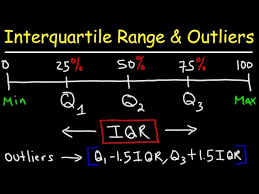 Interquartile Range & Outliers
0 25% 50% 75% 100
Min Q1 Q2 Q3 Max
IQR
Outliers → Q1-1.5IQR, Q3+1.5IQR